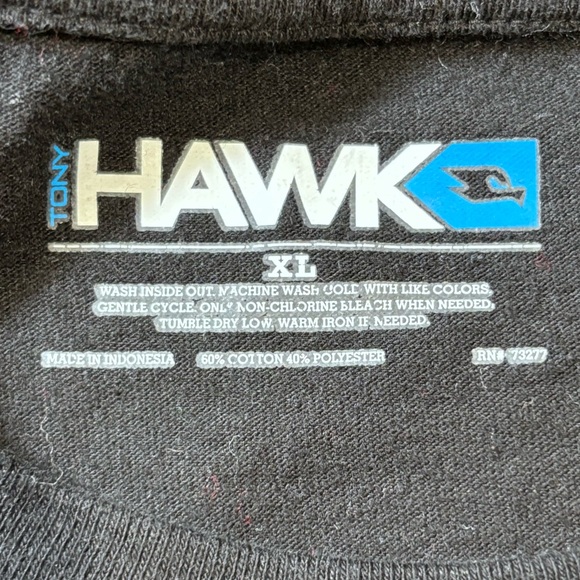 TONY HAWK
XL
WASH INSIDE OUT. MACHINE WASH COLD, WITH LIKE COLORS,
GENTLE CYCLE. ONLY NON-CHLORINE BLEACH WHEN NEEDED.
TUMBLE DRY LOW. WARM IRON IF NEEDED.
MADE IN INDONESIA 60% COTTON 40% POLYESTER RN# 73277